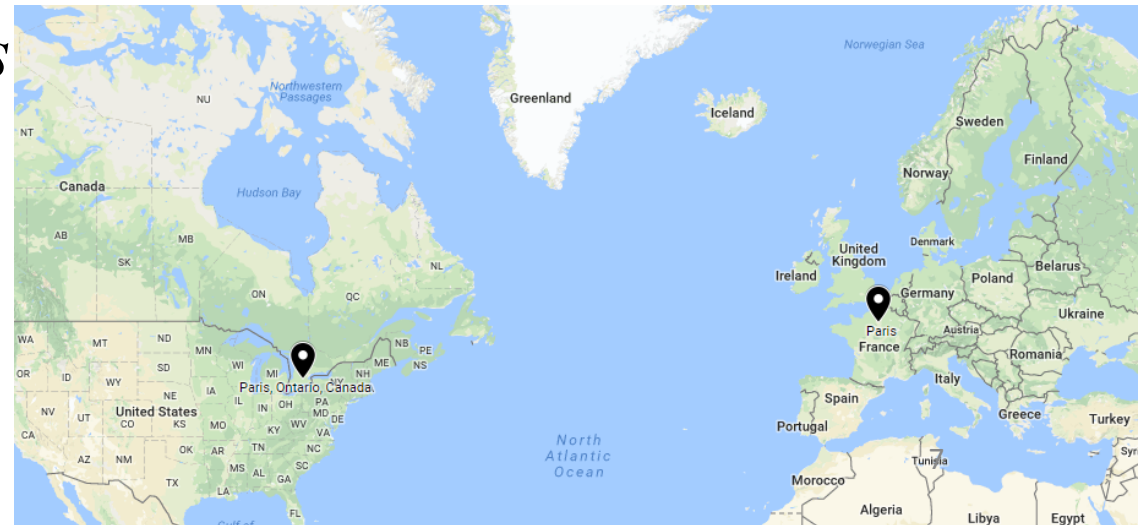 S
Norwegian Sea
Northwestern
Passages
NU
Greenland
Iceland
NT
Sweden
Finland
Norway
Canada
Hudson Bay
AB
MB
SK
Denmark
United
Kingdom
Ireland
Belarus
Poland
NL
ON
QC
Germany
Ukraine
Paris
Austria
France
Romania
WA
MT
ND
MN
NB
PE
NS
ME
OR
ID
SD
WI
MI
NH
WY
Paris, Ontario, Canada
NY
Italy
NE
IA
IL
IN
OH
PA
Spain
Greece
Turkey
NV
UT
United States
CO
KS
MO
WV
MD
DE
Portugal
KY
VA
CA
AZ
NM
OK
AR
TN
NC
North
Atlantic
Ocean
Tunisia
7
Syri
MS
AL
SC
GA
TX
LA
Morocco
Algeria
Libya
Egypt
FL
Gulf of